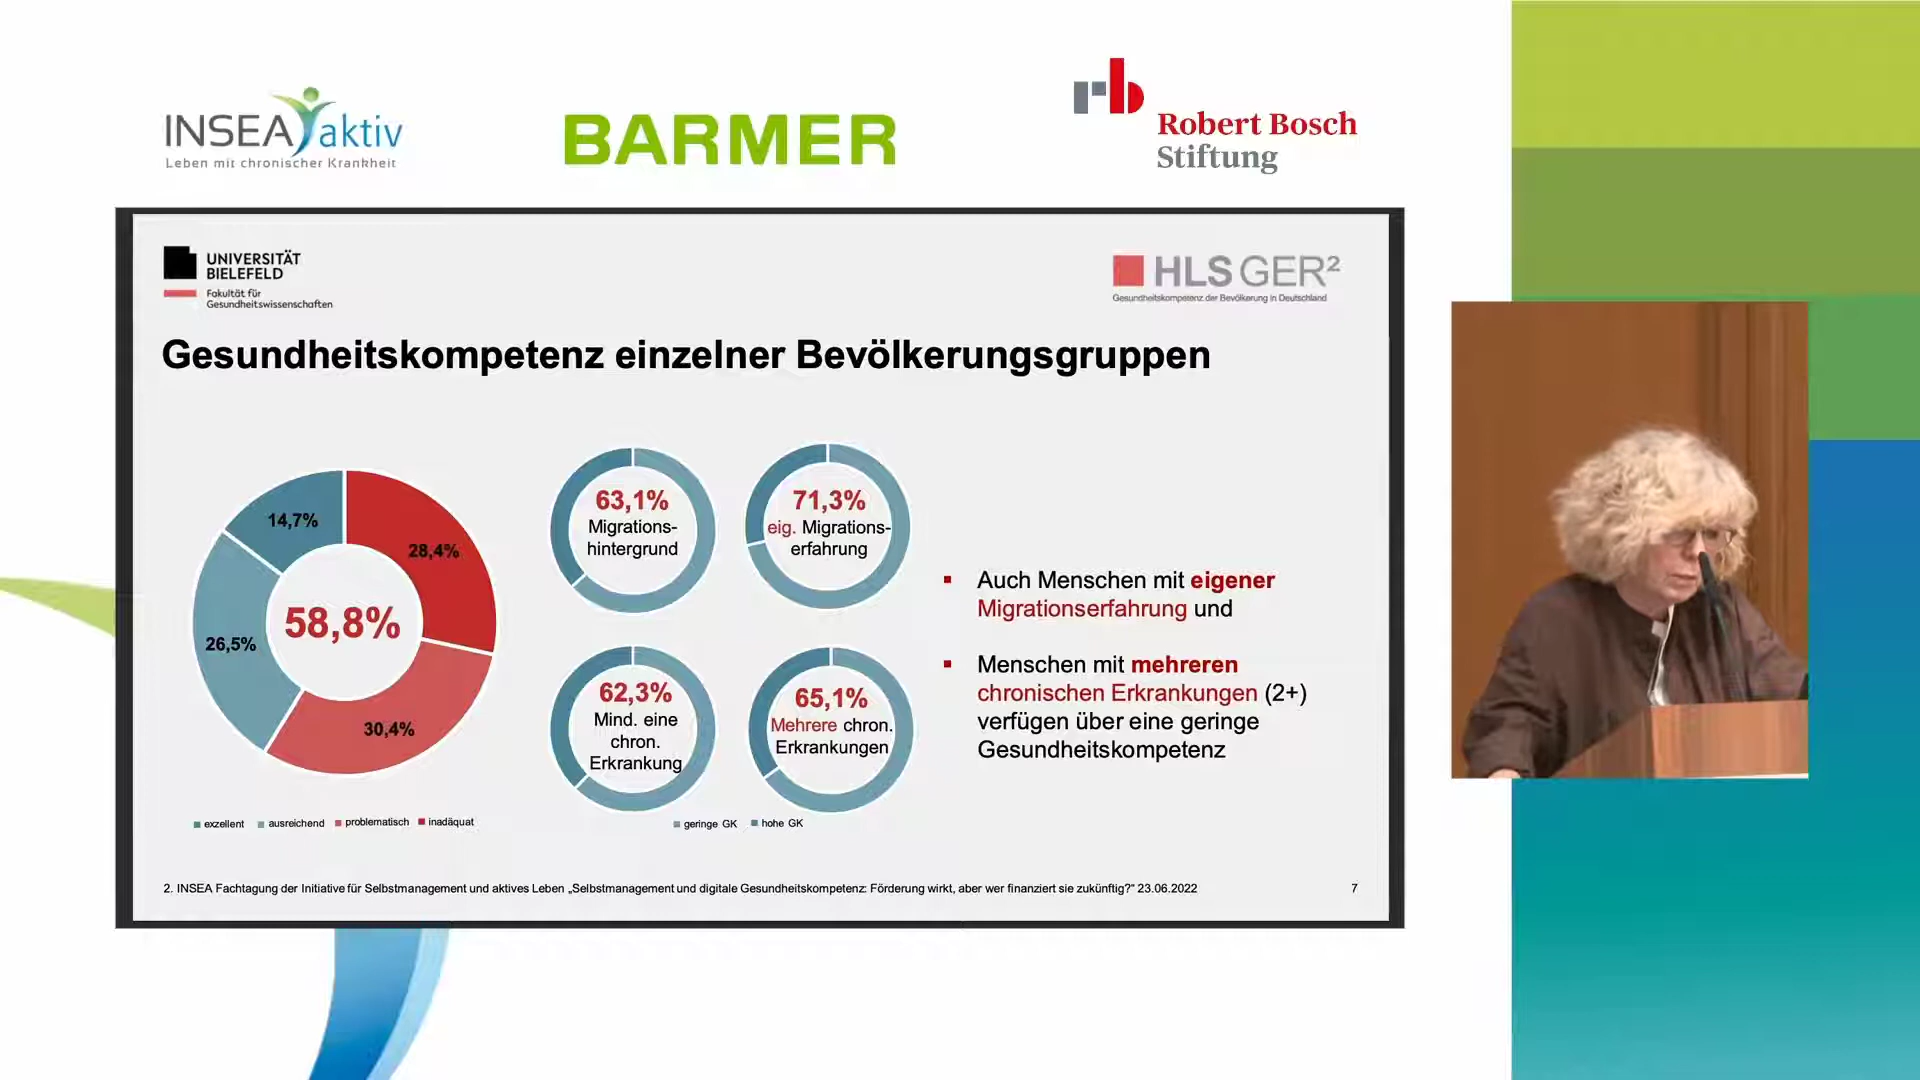 INSEA aktiv
Leben mit chronischer Krankheit
BARMER
rb
Robert Bosch
Stiftung
UNIVERSITÄT
BIELEFELD
Fakultät für
Gesundheitswissenschaften
HLS GER²
Gesundheitskompetenz der Bevölkerung in Deutschland
Gesundheitskompetenz einzelner Bevölkerungsgruppen
14,7%
28,4%
58,8%
26,5%
30,4%
exzellent ausreichend problematisch inadäquat
63,1%
Migrations-
hintergrund
71,3%
eig. Migrations-
erfahrung
62,3%
Mind. eine
chron.
Erkrankung
65,1%
Mehrere chron.
Erkrankungen
geringe GK hohe GK
Auch Menschen mit eigener
Migrationserfahrung und
Menschen mit mehreren
chronischen Erkrankungen (2+)
verfügen über eine geringe
Gesundheitskompetenz
2. INSEA Fachtagung der Initiative für Selbstmanagement und aktives Leben „Selbstmanagement und digitale Gesundheitskompetenz: Förderung wirkt, aber wer finanziert sie zukünftig?" 23.06.2022
7